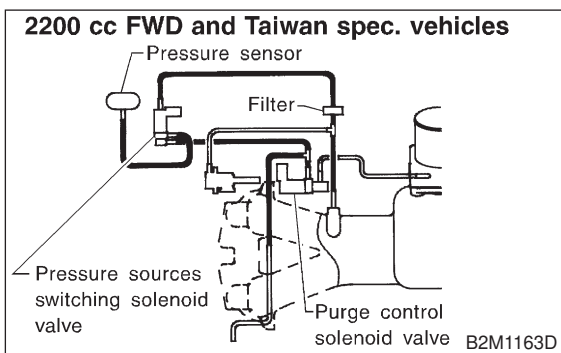 2200 cc FWD and Taiwan spec. vehicles
Pressure sensor
Filter
Pressure sources
switching solenoid
valve
Purge control
solenoid valve
B2M1163D